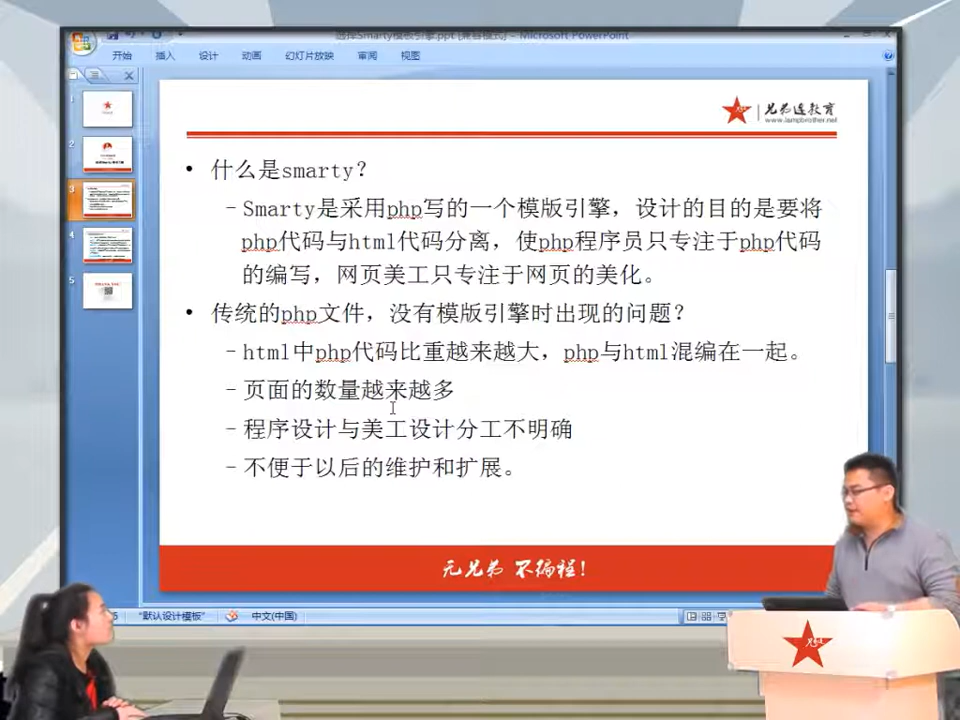 选择Smarty模版引擎.ppt [兼容模式] - Microsoft PowerPoint
开始 插入 设计 动画 幻灯片放映 审阅 视图
兄弟连教育
www.lampbrother.net
• 什么是smarty？
－Smarty是采用php写的一个模版引擎，设计的目的是要将
php代码与html代码分离，使php程序员只专注于php代码
的编写，网页美工只专注于网页的美化。
• 传统的php文件，没有模版引擎时出现的问题？
－html中php代码比重越来越大，php与html混编在一起。
－页面的数量越来越多
－程序设计与美工设计分工不明确
－不便于以后的维护和扩展。
无兄弟 不编程！
1
2
3
4
5
"默认设计模板" 中文(中国)